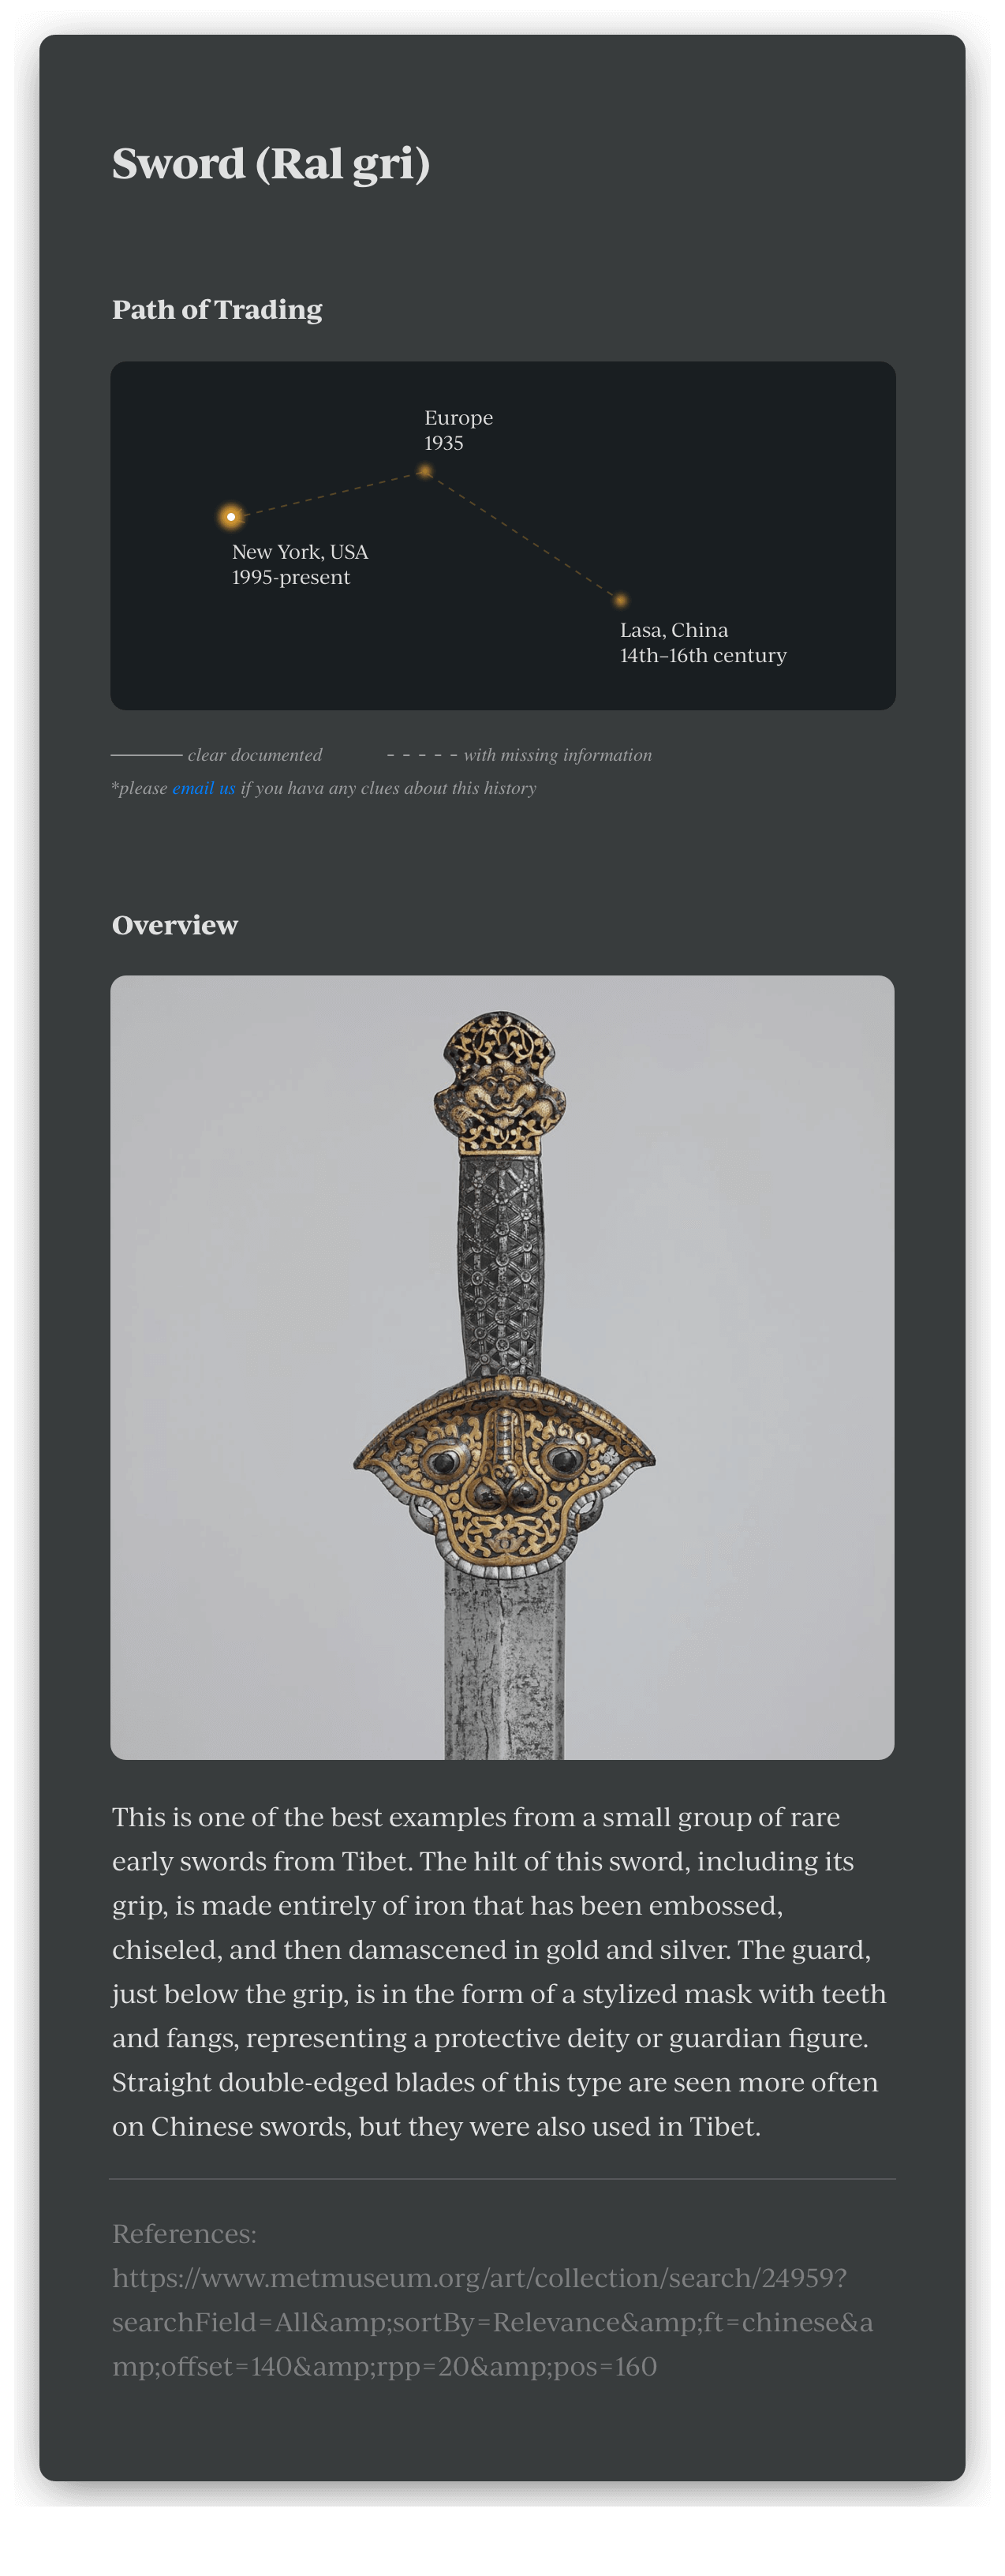 Sword (Ral gri)
Path of Trading
Europe
1935
New York, USA
1995-present
Lasa, China
14th–16th century
clear documented
with missing information
*please email us if you hava any clues about this history
Overview
This is one of the best examples from a small group of rare
early swords from Tibet. The hilt of this sword, including its
grip, is made entirely of iron that has been embossed,
chiseled, and then damascened in gold and silver. The guard,
just below the grip, is in the form of a stylized mask with teeth
and fangs, representing a protective deity or guardian figure.
Straight double-edged blades of this type are seen more often
on Chinese swords, but they were also used in Tibet.
References:
https://www.metmuseum.org/art/collection/search/24959?
searchField=All&amp;sortBy=Relevance&amp;ft=chinese&a
mp;offset=140&amp;rpp=20&amp;pos=160